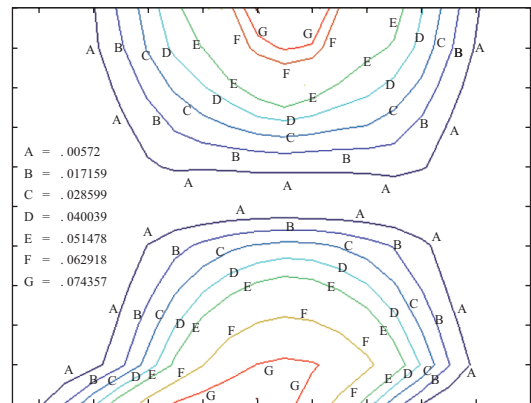 G G E
A B C D E F F D C B A
F
E E D
D C B D C B
A C A
B B
A A A
A = .00572
B = .017159
C = .028599
D = .040039
E = .051478
F = .062918
G = .074357
A A
A B A
B C C B
D D
E E
A B C D E F F E D C B
F F
A B C D E F G F E D C A
G G